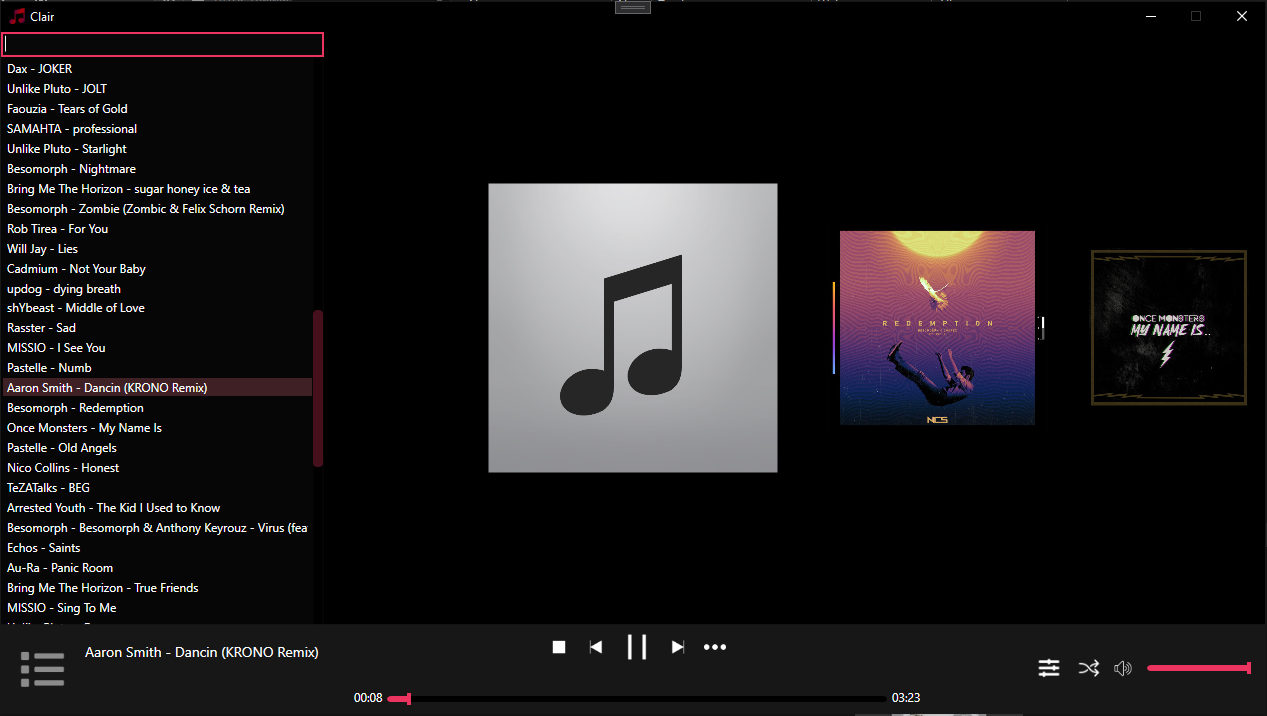 Clair
Dax - JOKER
Unlike Pluto - JOLT
Faouzia - Tears of Gold
SAMAHTA - professional
Unlike Pluto - Starlight
Besomorph - Nightmare
Bring Me The Horizon - sugar honey ice & tea
Besomorph - Zombie (Zombic & Felix Schorn Remix)
Rob Tirea - For You
Will Jay - Lies
Cadmium - Not Your Baby
updog - dying breath
shYbeast - Middle of Love
Rasster - Sad
MISSIO - I See You
Pastelle - Numb
Aaron Smith - Dancin (KRONO Remix)
Besomorph - Redemption
Once Monsters - My Name Is
Pastelle - Old Angels
Nico Collins - Honest
TeZATalks - BEG
Arrested Youth - The Kid I Used to Know
Besomorph - Besomorph & Anthony Keyrouz - Virus (fea
Echos - Saints
Au-Ra - Panic Room
Bring Me The Horizon - True Friends
MISSIO - Sing To Me
REDEMPTION
NCS
ONCE MONSTERS
MY NAME IS..
Aaron Smith - Dancin (KRONO Remix)
00:08
03:23